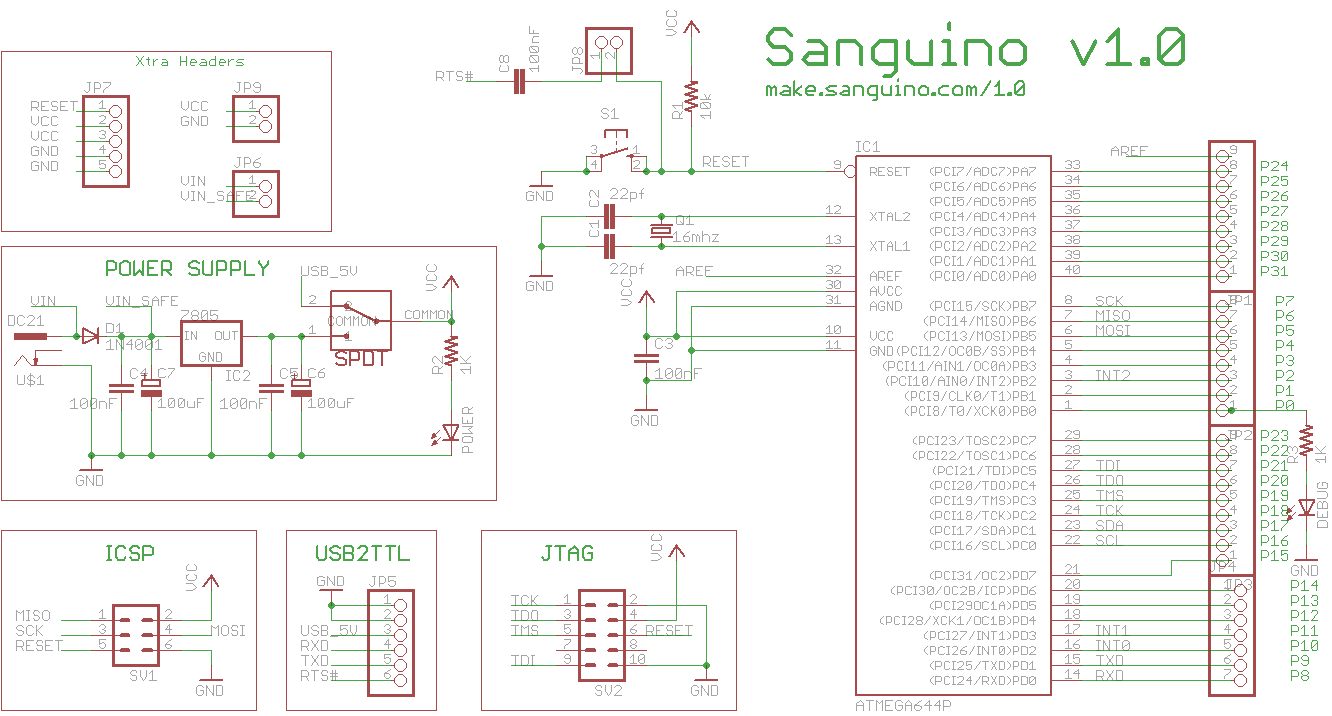 Sanguino v1.0
make.sanguino.com/1.0
Xtra Headers
JP7
RESET 1
VCC 2
VCC 3
GND 4
GND 5
JP9
VCC 1
GND 2
JP6
VIN 1
VIN_SAFE 2
RTS#
C8
100nF
JP8
1
2
VCC
R1
10k
S1
3 1
4 2
RESET
GND
C2
22pf
C1
22pf
Q1
16mhz
GND
AREF
VCC
C3
100nF
GND
POWER SUPPLY
VIN
VIN_SAFE
USB_5V
VCC
DC21
U$1
D1
1N4001
7805
IN OUT
GND
IC2
C4
100nF
C7
100uF
C5
100nF
C6
100uF
2
1
2
COMMON
1
SPDT
COMMON
R2
1K
POWER
GND
ICSP
VCC
MISO 1 2
SCK 3 4 MOSI
RESET 5 6
SV1
GND
USB2TTL
GND
JP5
1
2
USB_5V 3
RXD 4
TXD 5
RTS# 6
JTAG
VCC
TCK 1 2
TDO 3 4
TMS 5 6 RESET
7 8
TDI 9 10
SV2
GND
IC1
9 RESET
12 XTAL2
13 XTAL1
32 AREF
30 AVCC
31 AGND
10 VCC
11 GND
(PCI7/ADC7)PA7 33
(PCI6/ADC6)PA6 34
(PCI5/ADC5)PA5 35
(PCI4/ADC4)PA4 36
(PCI3/ADC3)PA3 37
(PCI2/ADC2)PA2 38
(PCI1/ADC1)PA1 39
(PCI0/ADC0)PA0 40
(PCI15/SCK)PB7 8 SCK
(PCI14/MISO)PB6 7 MISO
(PCI13/MOSI)PB5 6 MOSI
(PCI12/OC0B/SS)PB4 5
(PCI11/AIN1/OC0A)PB3 4
(PCI10/AIN0/INT2)PB2 3 INT2
(PCI9/CLK0/T1)PB1 2
(PCI8/T0/XCK0)PB0 1
(PCI23/TOSC2)PC7 29
(PCI22/TOSC1)PC6 28
(PCI21/TDI)PC5 27 TDI
(PCI20/TDO)PC4 26 TDO
(PCI19/TMS)PC3 25 TMS
(PCI18/TCK)PC2 24 TCK
(PCI17/SDA)PC1 23 SDA
(PCI16/SCL)PC0 22 SCL
(PCI31/OC2)PD7 21
(PCI30/OC2B/ICP)PD6 20
(PCI29OC1A)PD5 19
(PCI28/XCK1/OC1B)PD4 18
(PCI27/INT1)PD3 17 INT1
(PCI26/INT0)PD2 16 INT0
(PCI25/TXD)PD1 15 TXD
(PCI24/RXD)PD0 14 RXD
ATMEGA644P
AREF 9
8 P24
7 P25
6 P26
5 P27
4 P28
3 P29
2 P30
1 P31
JP1
8 P7
7 P6
6 P5
5 P4
4 P3
3 P2
2 P1
1 P0
JP2
P23
8 P22
7 P21
6 P20
5 P19
4 P18
3 P17
2 P16
1 P15
JP4
R3
1K
DEBUG
GND
JP3
1 P14
2 P13
3 P12
4 P11
5 P10
6 P9
7 P8